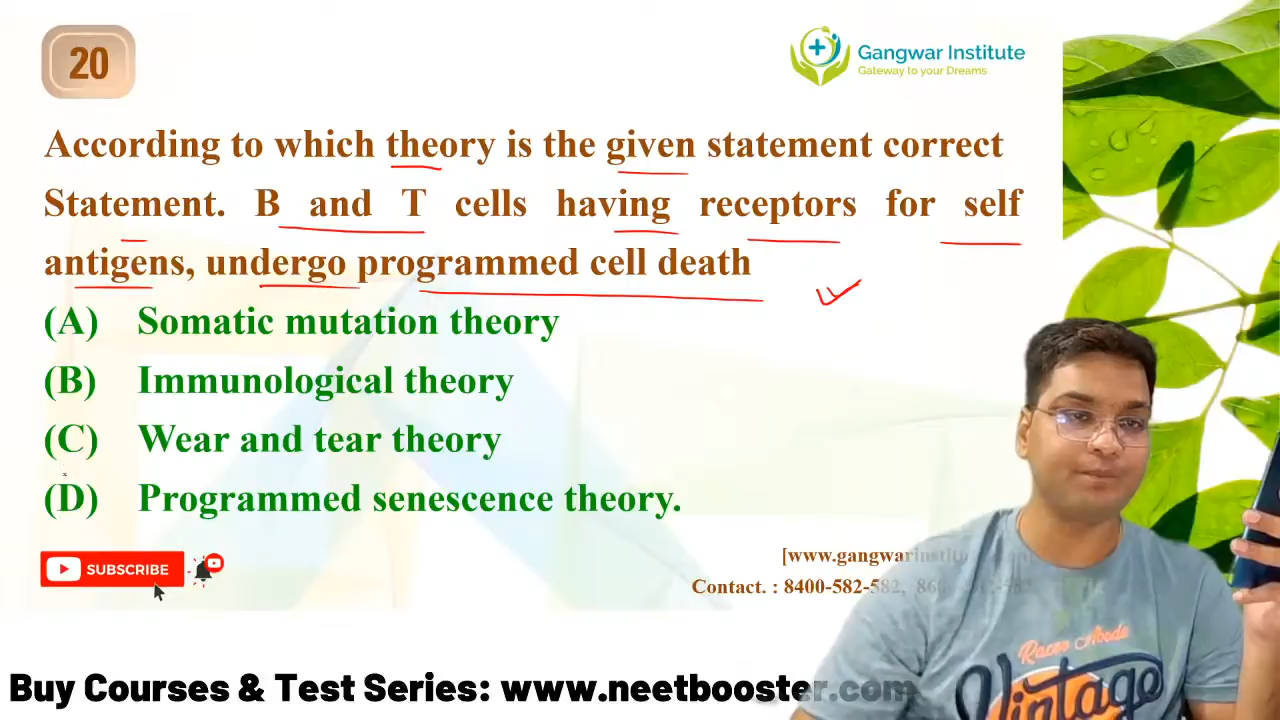 20
Gangwar Institute
Gateway to your Dreams
According to which theory is the given statement correct
Statement. B and T cells having receptors for self
antigens, undergo programmed cell death
(A) Somatic mutation theory
(B) Immunological theory
(C) Wear and tear theory
(D) Programmed senescence theory.
SUBSCRIBE
Contact. : 8400-582-582,
Racer Abode
Vintage
Buy Courses & Test Series: www.neetbooster.com